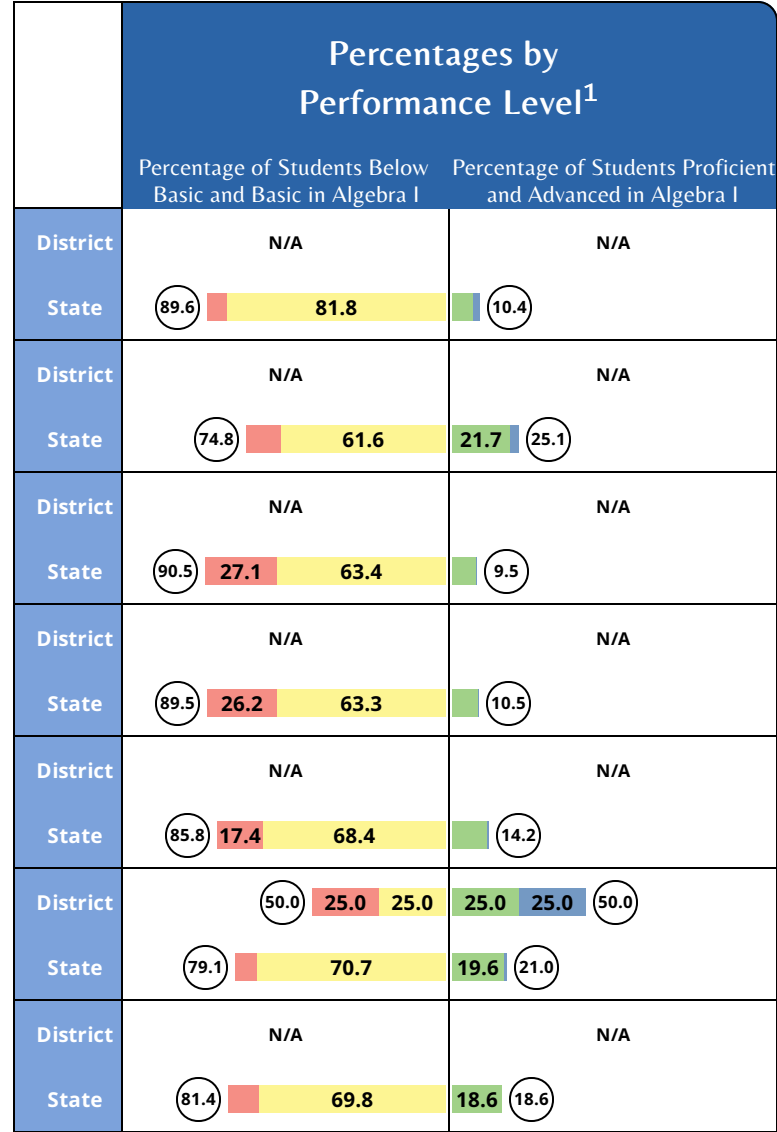 Percentages by
Performance Level¹
Percentage of Students Below
Basic and Basic in Algebra I
Percentage of Students Proficient
and Advanced in Algebra I
District N/A N/A
State 89.6 81.8 10.4
District N/A N/A
State 74.8 61.6 21.7 25.1
District N/A N/A
State 90.5 27.1 63.4 9.5
District N/A N/A
State 89.5 26.2 63.3 10.5
District N/A N/A
State 85.8 17.4 68.4 14.2
District 50.0 25.0 25.0 25.0 25.0 50.0
State 79.1 70.7 19.6 21.0
District N/A N/A
State 81.4 69.8 18.6 18.6